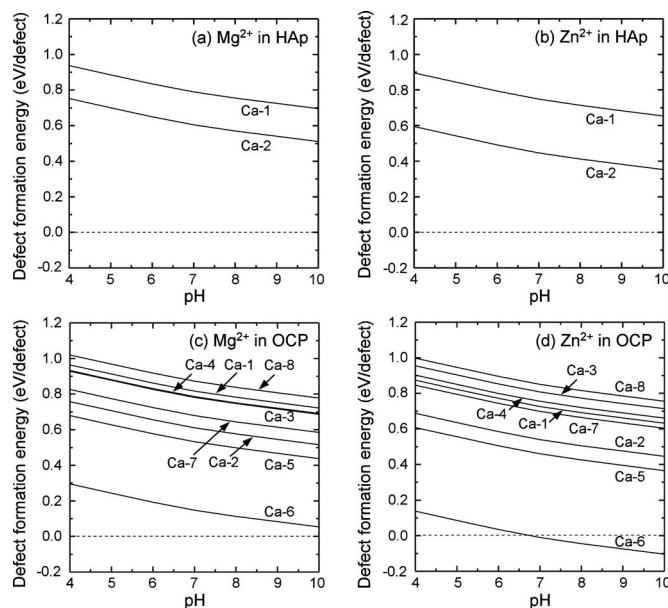 (a) Mg2+ in HAp
Defect formation energy (eV/defect)
1.2
1.0
0.8
0.6
0.4
0.2
0.0
-0.2
Ca-1
Ca-2
4 5 6 7 8 9 10
pH
(b) Zn2+ in HAp
Defect formation energy (eV/defect)
1.2
1.0
0.8
0.6
0.4
0.2
0.0
-0.2
Ca-1
Ca-2
4 5 6 7 8 9 10
pH
(c) Mg2+ in OCP
Defect formation energy (eV/defect)
1.2
1.0
0.8
0.6
0.4
0.2
0.0
-0.2
Ca-4
Ca-1
Ca-8
Ca-3
Ca-7
Ca-2
Ca-5
Ca-6
4 5 6 7 8 9 10
pH
(d) Zn2+ in OCP
Defect formation energy (eV/defect)
1.2
1.0
0.8
0.6
0.4
0.2
0.0
-0.2
Ca-3
Ca-8
Ca-4
Ca-1
Ca-7
Ca-2
Ca-5
Ca-6
4 5 6 7 8 9 10
pH